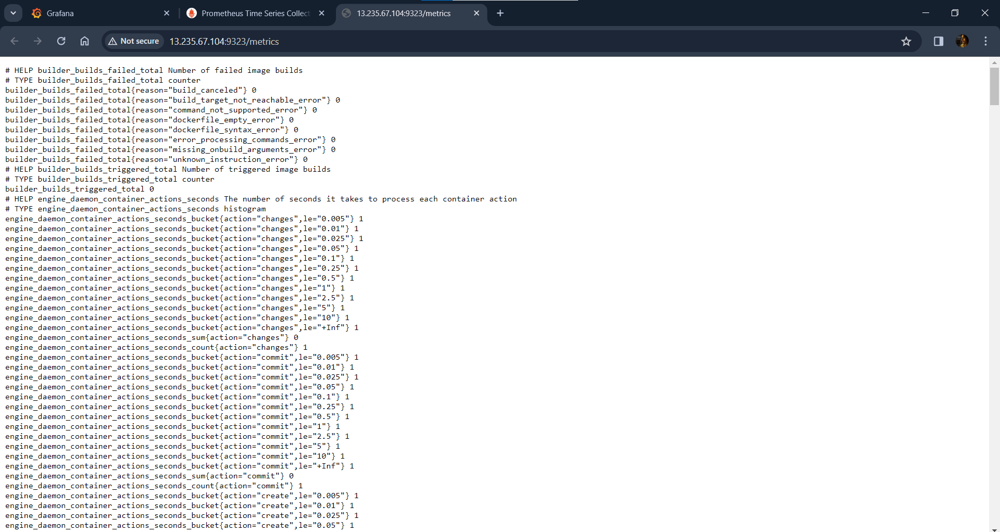 Grafana
Prometheus Time Series Collect
13.235.67.104:9323/metrics
Not secure
13.235.67.104:9323/metrics
# HELP builder_builds_failed_total Number of failed image builds
# TYPE builder_builds_failed_total counter
builder_builds_failed_total{reason="build_canceled"} 0
builder_builds_failed_total{reason="build_target_not_reachable_error"} 0
builder_builds_failed_total{reason="command_not_supported_error"} 0
builder_builds_failed_total{reason="dockerfile_empty_error"} 0
builder_builds_failed_total{reason="dockerfile_syntax_error"} 0
builder_builds_failed_total{reason="error_processing_commands_error"} 0
builder_builds_failed_total{reason="missing_onbuild_arguments_error"} 0
builder_builds_failed_total{reason="unknown_instruction_error"} 0
# HELP builder_builds_triggered_total Number of triggered image builds
# TYPE builder_builds_triggered_total counter
builder_builds_triggered_total 0
# HELP engine_daemon_container_actions_seconds The number of seconds it takes to process each container action
# TYPE engine_daemon_container_actions_seconds histogram
engine_daemon_container_actions_seconds_bucket{action="changes",le="0.005"} 1
engine_daemon_container_actions_seconds_bucket{action="changes",le="0.01"} 1
engine_daemon_container_actions_seconds_bucket{action="changes",le="0.025"} 1
engine_daemon_container_actions_seconds_bucket{action="changes",le="0.05"} 1
engine_daemon_container_actions_seconds_bucket{action="changes",le="0.1"} 1
engine_daemon_container_actions_seconds_bucket{action="changes",le="0.25"} 1
engine_daemon_container_actions_seconds_bucket{action="changes",le="0.5"} 1
engine_daemon_container_actions_seconds_bucket{action="changes",le="1"} 1
engine_daemon_container_actions_seconds_bucket{action="changes",le="2.5"} 1
engine_daemon_container_actions_seconds_bucket{action="changes",le="5"} 1
engine_daemon_container_actions_seconds_bucket{action="changes",le="10"} 1
engine_daemon_container_actions_seconds_bucket{action="changes",le="+Inf"} 1
engine_daemon_container_actions_seconds_sum{action="changes"} 0
engine_daemon_container_actions_seconds_count{action="changes"} 1
engine_daemon_container_actions_seconds_bucket{action="commit",le="0.005"} 1
engine_daemon_container_actions_seconds_bucket{action="commit",le="0.01"} 1
engine_daemon_container_actions_seconds_bucket{action="commit",le="0.025"} 1
engine_daemon_container_actions_seconds_bucket{action="commit",le="0.05"} 1
engine_daemon_container_actions_seconds_bucket{action="commit",le="0.1"} 1
engine_daemon_container_actions_seconds_bucket{action="commit",le="0.25"} 1
engine_daemon_container_actions_seconds_bucket{action="commit",le="0.5"} 1
engine_daemon_container_actions_seconds_bucket{action="commit",le="1"} 1
engine_daemon_container_actions_seconds_bucket{action="commit",le="2.5"} 1
engine_daemon_container_actions_seconds_bucket{action="commit",le="5"} 1
engine_daemon_container_actions_seconds_bucket{action="commit",le="10"} 1
engine_daemon_container_actions_seconds_bucket{action="commit",le="+Inf"} 1
engine_daemon_container_actions_seconds_sum{action="commit"} 0
engine_daemon_container_actions_seconds_count{action="commit"} 1
engine_daemon_container_actions_seconds_bucket{action="create",le="0.005"} 1
engine_daemon_container_actions_seconds_bucket{action="create",le="0.01"} 1
engine_daemon_container_actions_seconds_bucket{action="create",le="0.025"} 1
engine_daemon_container_actions_seconds_bucket{action="create",le="0.05"} 1